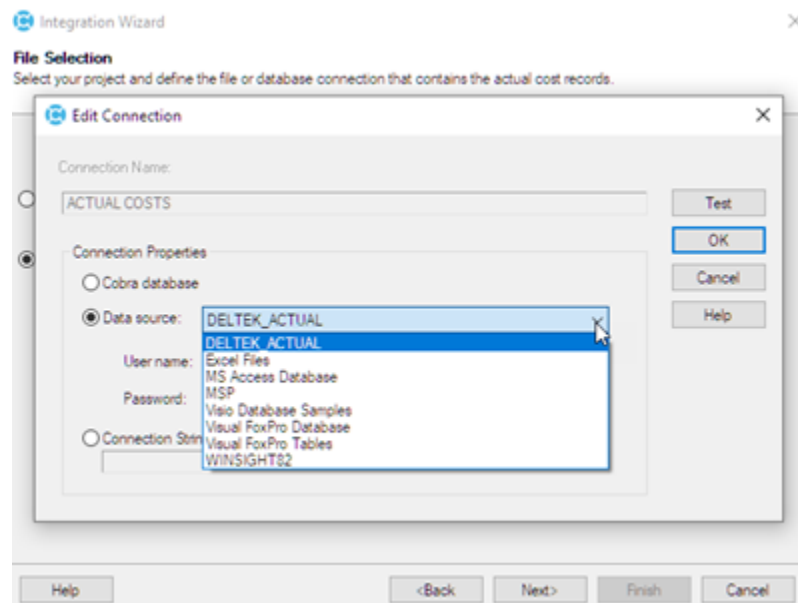 Integration Wizard
File Selection
Select your project and define the file or database connection that contains the actual cost records.
Edit Connection
Connection Name:
ACTUAL COSTS
Test
OK
Cancel
Help
Connection Properties
Cobra database
Data source:
DELTEK_ACTUAL
DELTEK_ACTUAL
Excel Files
MS Access Database
MSP
Visio Database Samples
Visual FoxPro Database
Visual FoxPro Tables
WINSIGHT82
User name:
Password:
Connection Strin
Help
<Back
Next>
Finish
Cancel